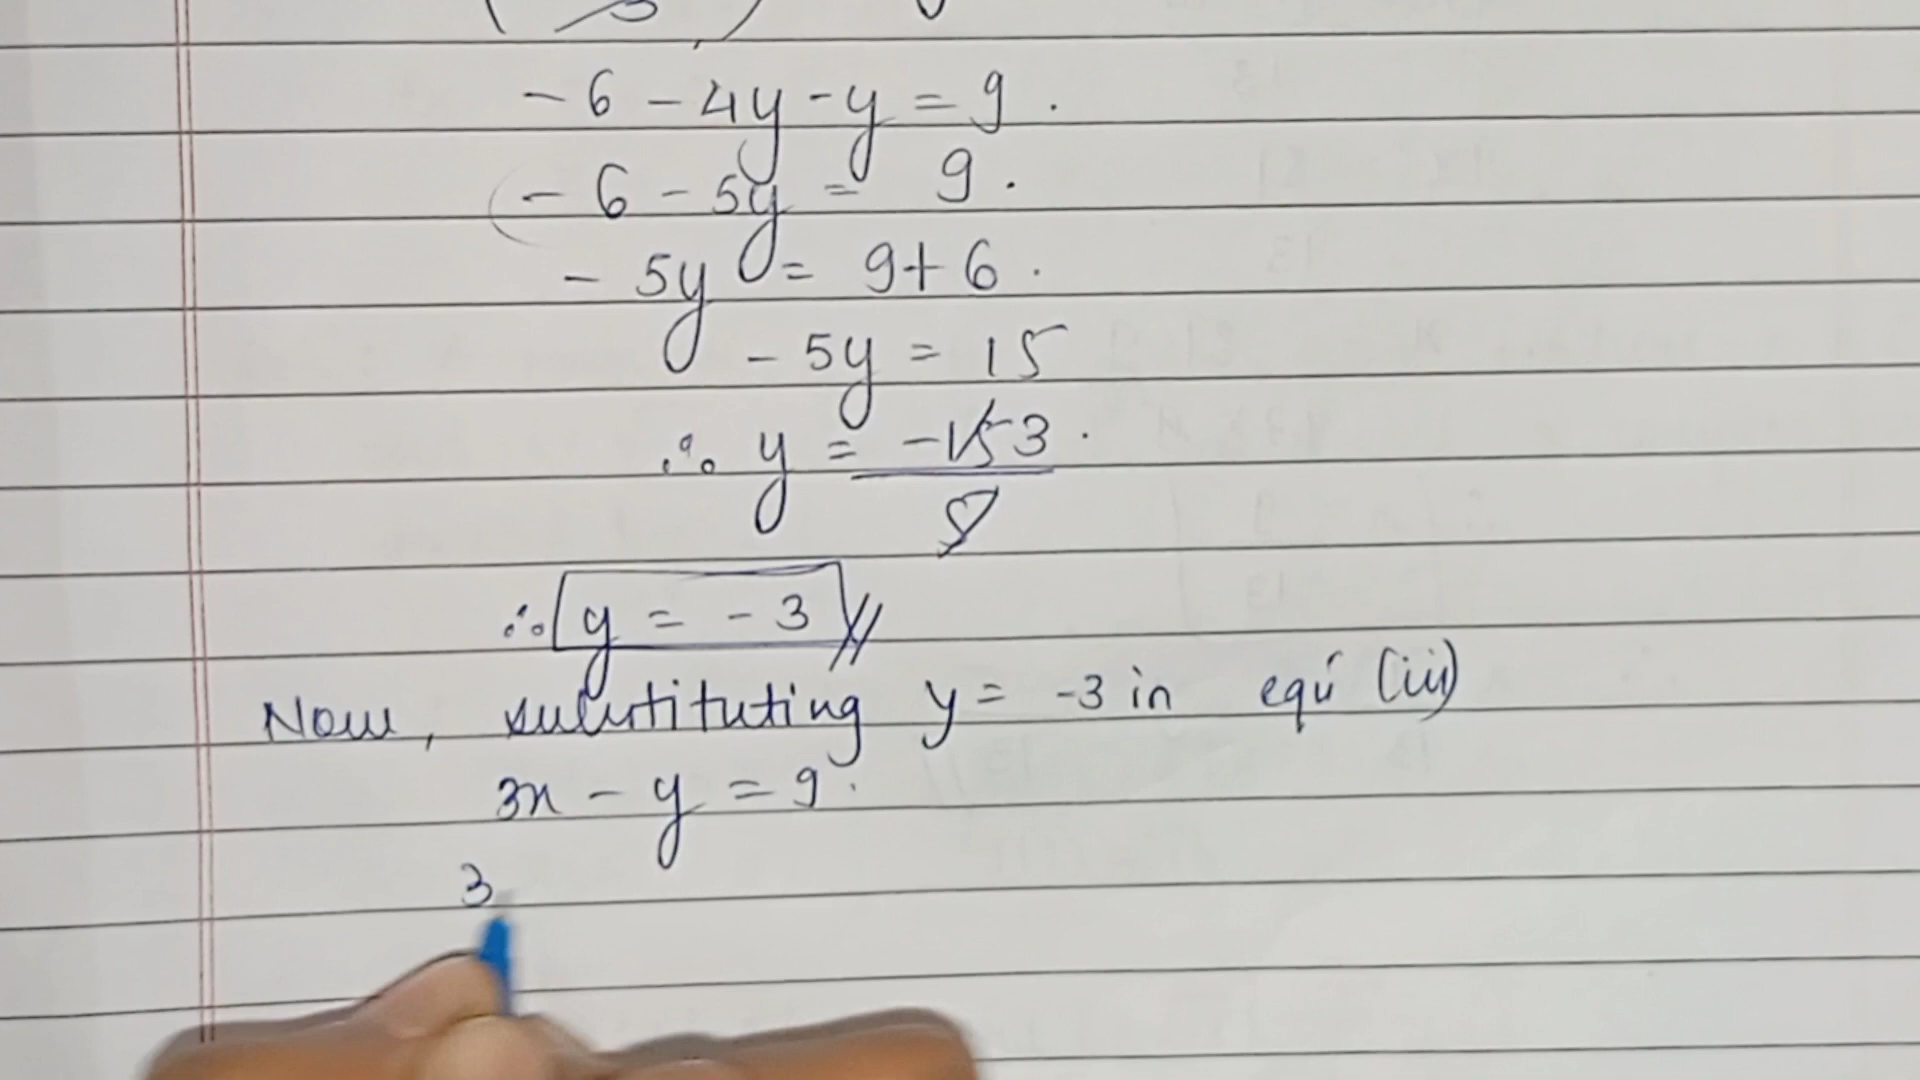 - 6 - 4y - y = 9.
- 6 - 5y = 9.
- 5y = 9 + 6.
- 5y = 15
∴ y = -15 3.
5
∴ y = - 3 //
Now, substituting y = -3 in equ (iii)
3x - y = 9.
3